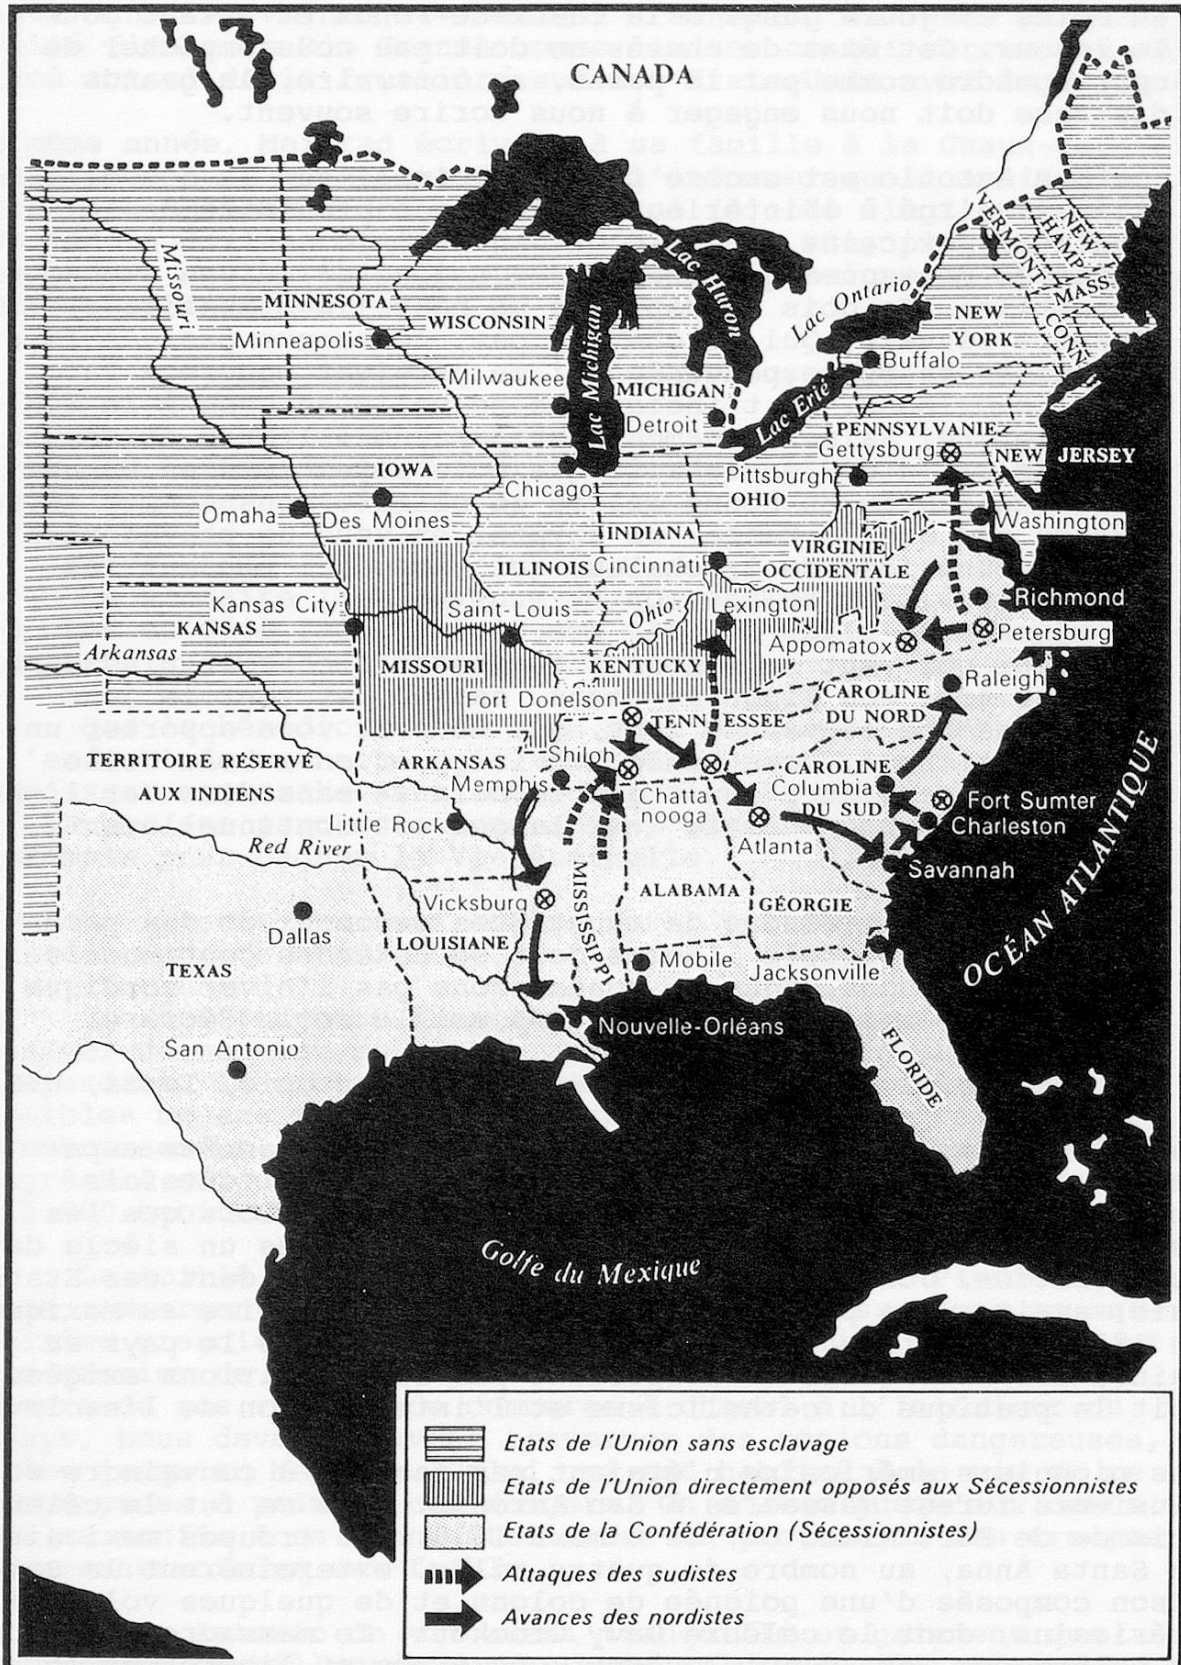 CANADA
Missouri
MINNESOTA
Minneapolis
WISCONSIN
Milwaukee
Lac Michigan
Lac Huron
MICHIGAN
Detroit
Lac Ontario
Lac Erié
VERMONT
NEW
HAMP.
MASS.
CONN.
NEW
YORK
Buffalo
PENNSYLVANIE
Gettysburg
NEW JERSEY
Pittsburgh
OHIO
IOWA
Omaha
Des Moines
Chicago
INDIANA
ILLINOIS
Cincinnati
VIRGINIE
OCCIDENTALE
Washington
Kansas City
KANSAS
Saint-Louis
Ohio
Lexington
Richmond
Petersburg
Appomatox
Arkansas
MISSOURI
KENTUCKY
Raleigh
Fort Donelson
TENNESSEE
CAROLINE
DU NORD
TERRITOIRE RÉSERVÉ
AUX INDIENS
ARKANSAS
Shiloh
Memphis
Chatta
nooga
CAROLINE
Columbia
DU SUD
Fort Sumter
Charleston
Little Rock
Red River
Atlanta
Savannah
Vicksburg
MISSISSIPPI
ALABAMA
GÉORGIE
Dallas
LOUISIANE
Mobile
Jacksonville
OCÉAN ATLANTIQUE
TEXAS
San Antonio
Nouvelle-Orléans
FLORIDE
Golfe du Mexique
Etats de l'Union sans esclavage
Etats de l'Union directement opposés aux Sécessionnistes
Etats de la Confédération (Sécessionnistes)
Attaques des sudistes
Avances des nordistes